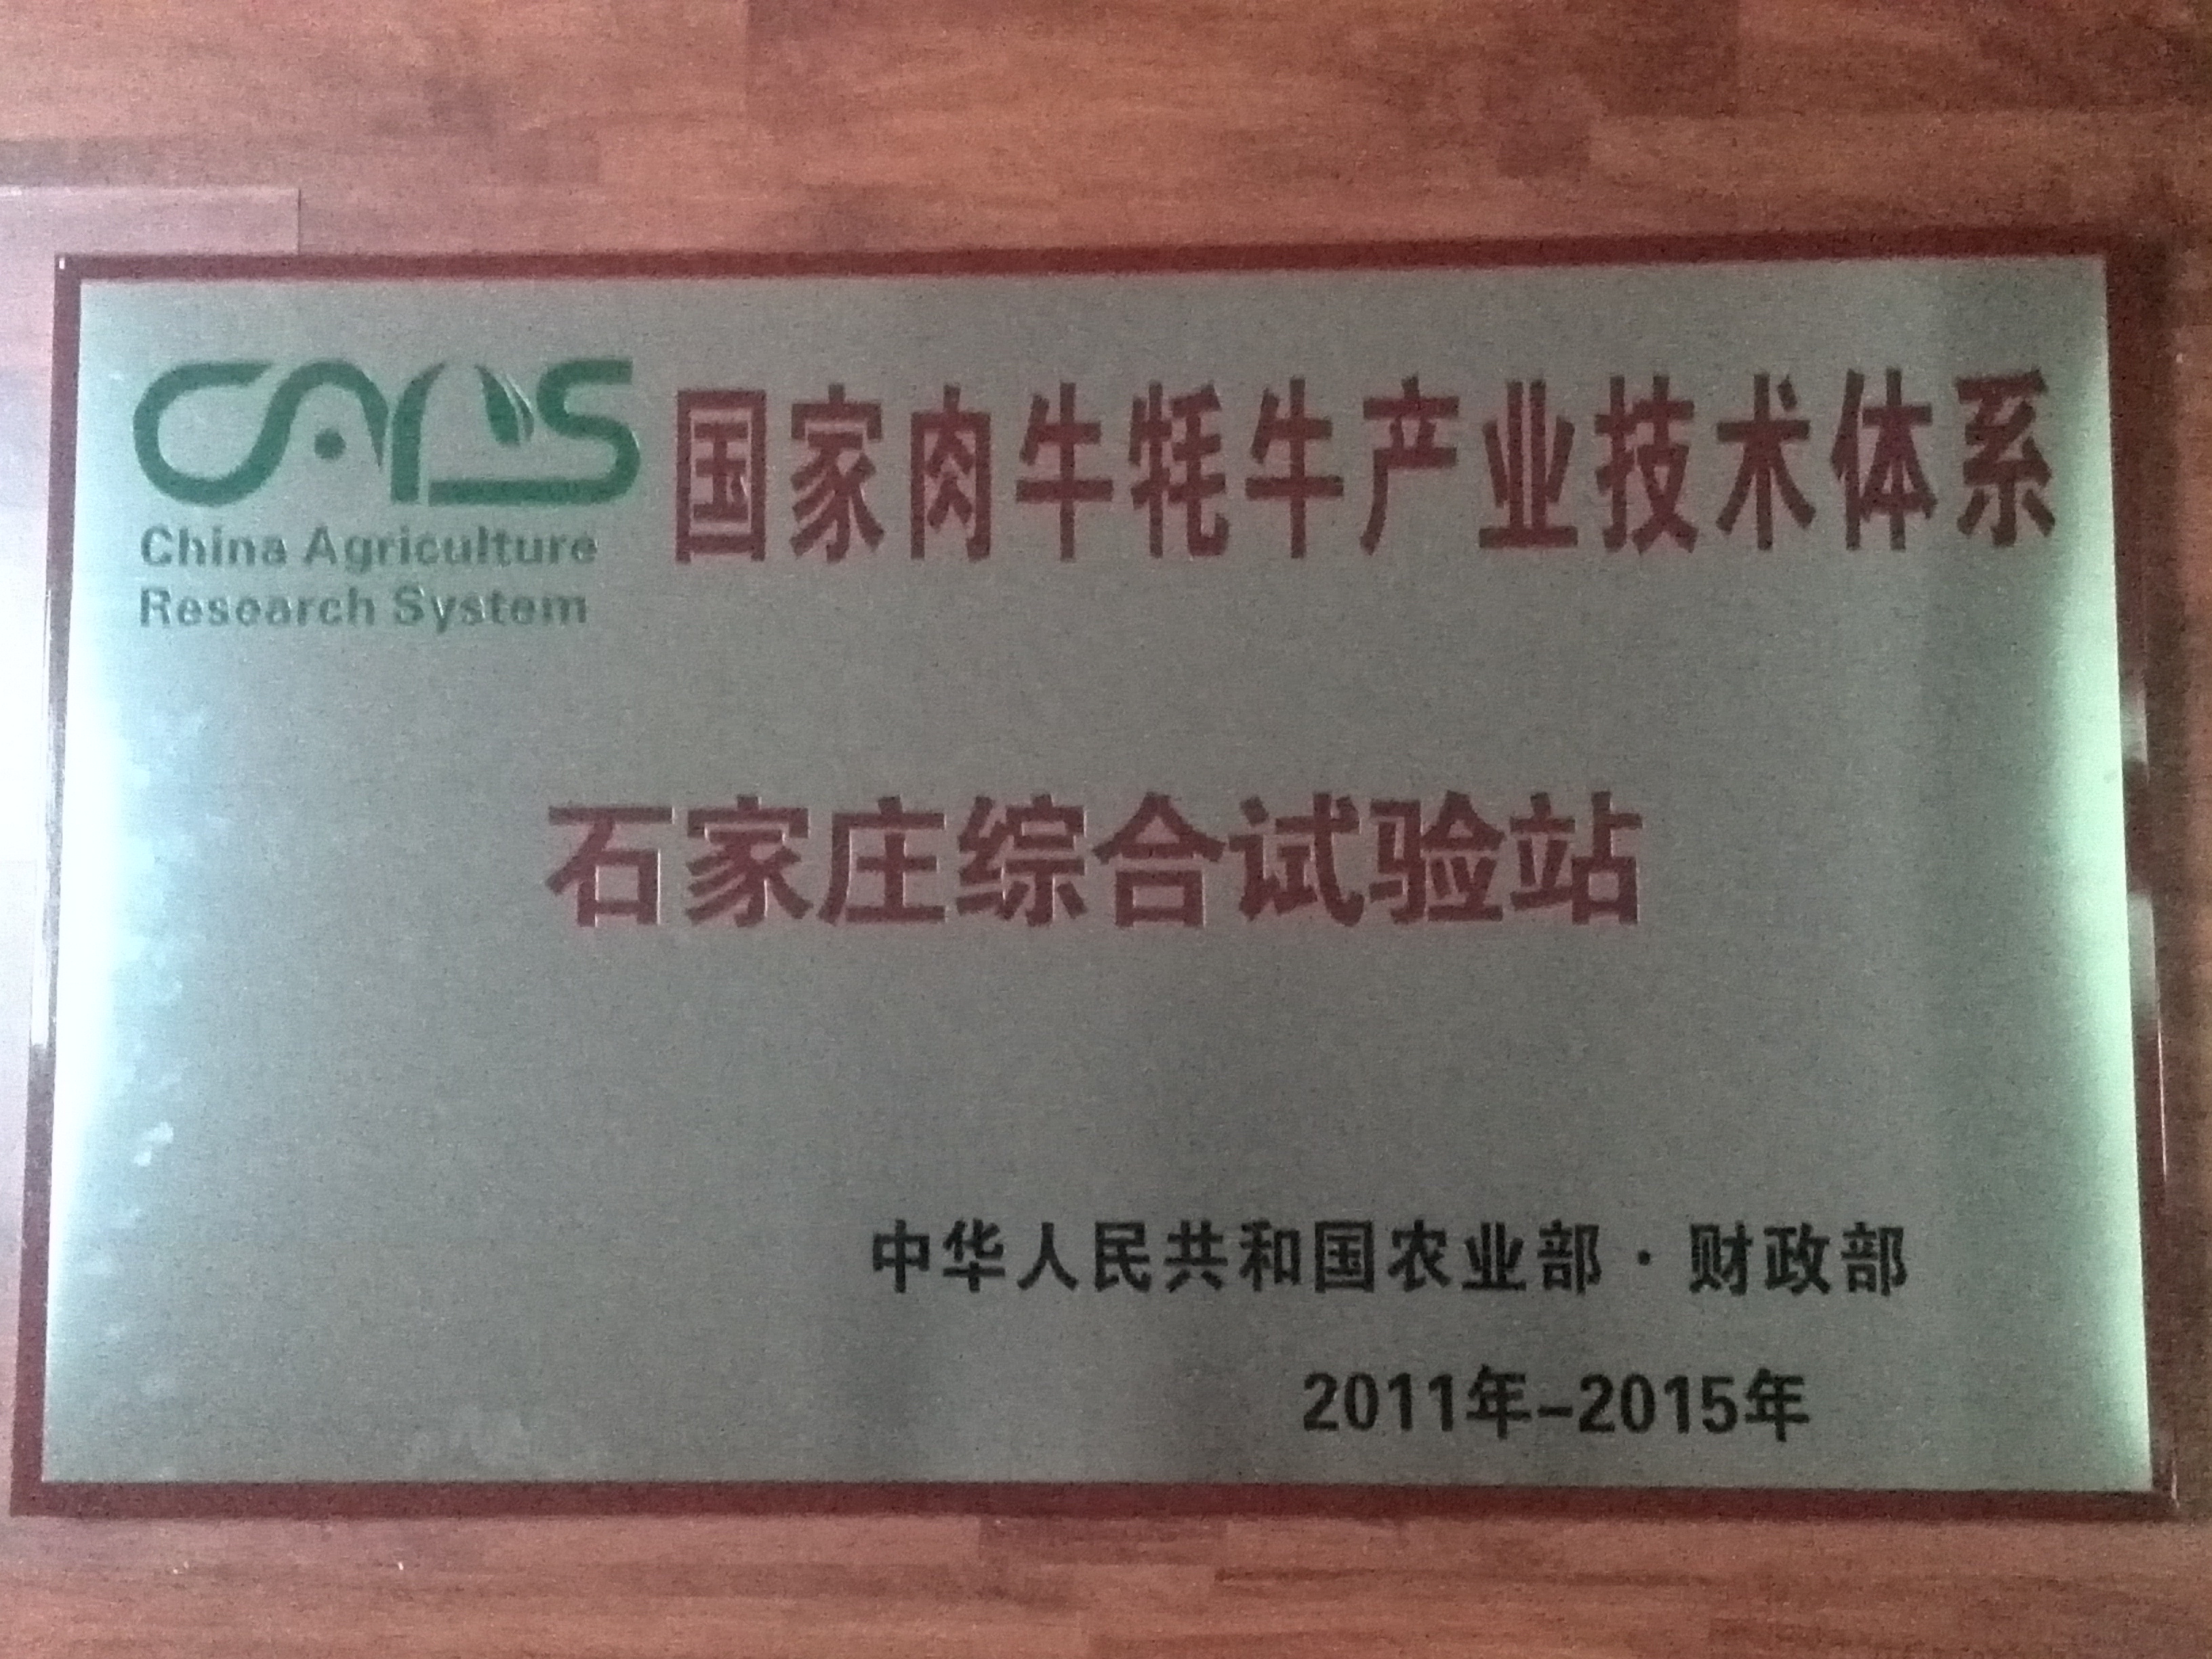 CARS
China Agriculture
Research System
国家肉牛牦牛产业技术体系
石家庄综合试验站
中华人民共和国农业部·财政部
2011年-2015年